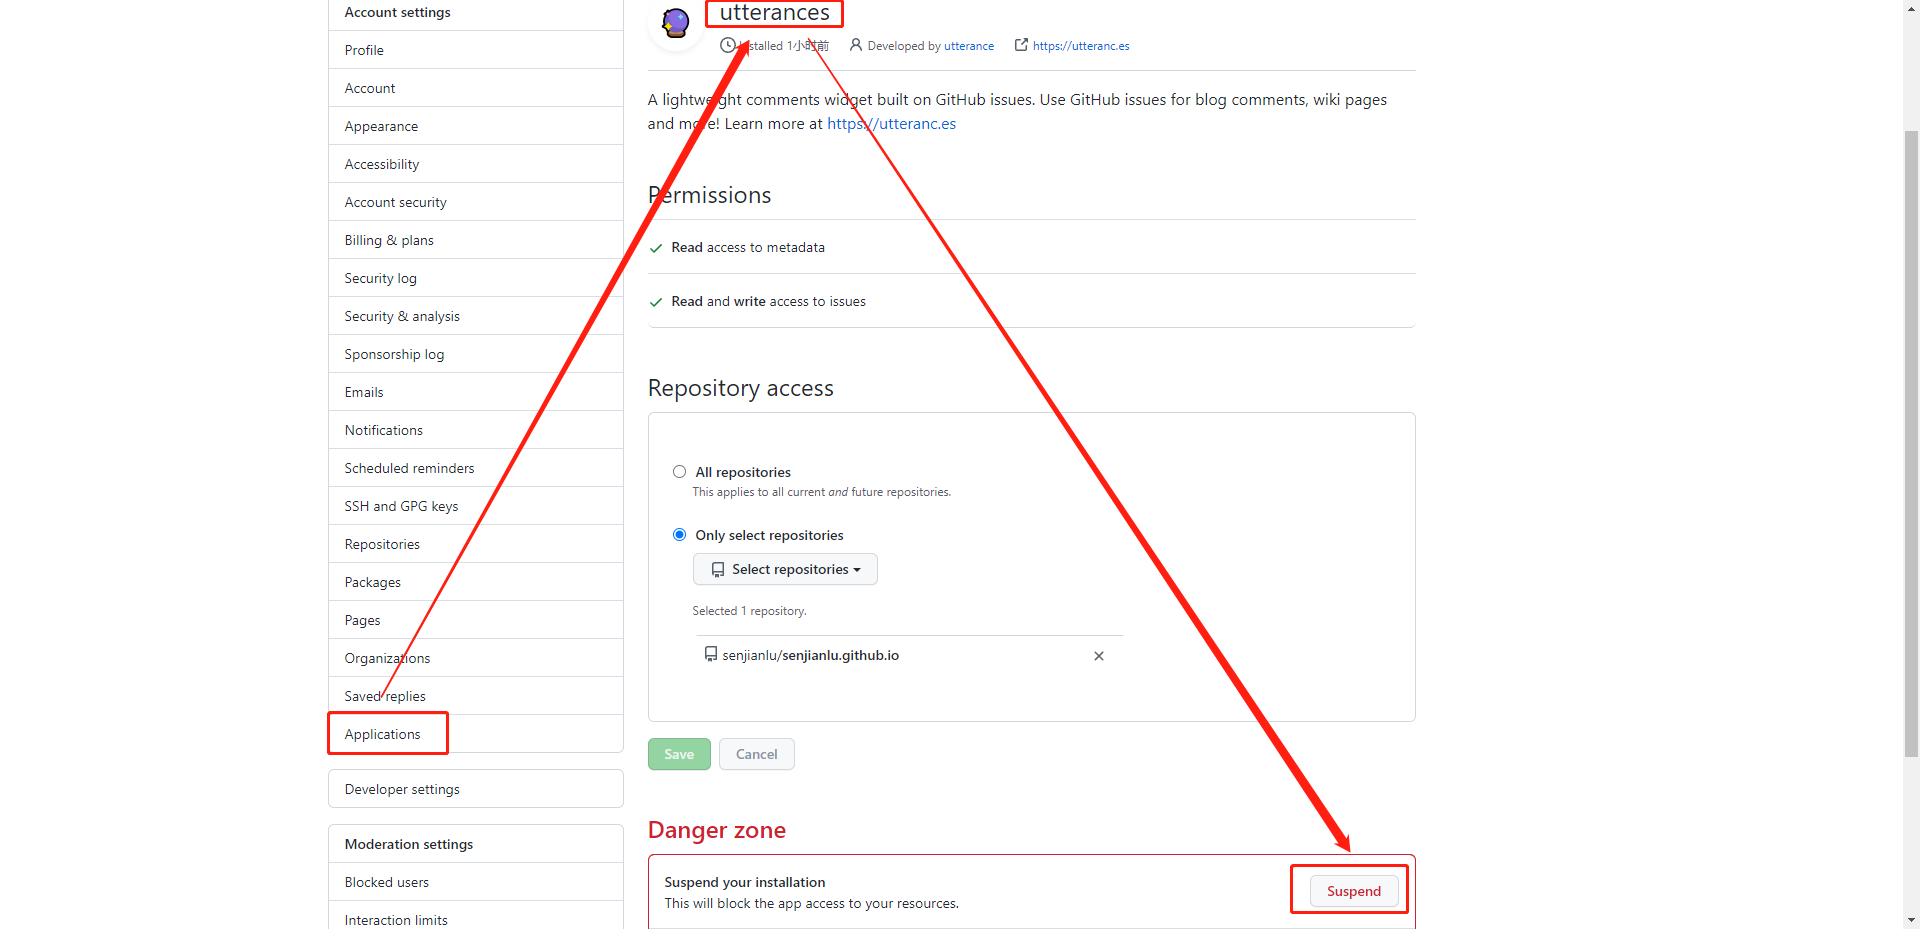 Account settings
Profile
Account
Appearance
Accessibility
Account security
Billing & plans
Security log
Security & analysis
Sponsorship log
Emails
Notifications
Scheduled reminders
SSH and GPG keys
Repositories
Packages
Pages
Organizations
Saved replies
Applications
Developer settings
Moderation settings
Blocked users
Interaction limits
utterances
Installed 1小时前 Developed by utterance https://utteranc.es
A lightweight comments widget built on GitHub issues. Use GitHub issues for blog comments, wiki pages
and more! Learn more at https://utteranc.es
Permissions
Read access to metadata
Read and write access to issues
Repository access
All repositories
This applies to all current and future repositories.
Only select repositories
Select repositories
Selected 1 repository.
senjianlu/senjianlu.github.io
Save Cancel
Danger zone
Suspend your installation
This will block the app access to your resources.
Suspend